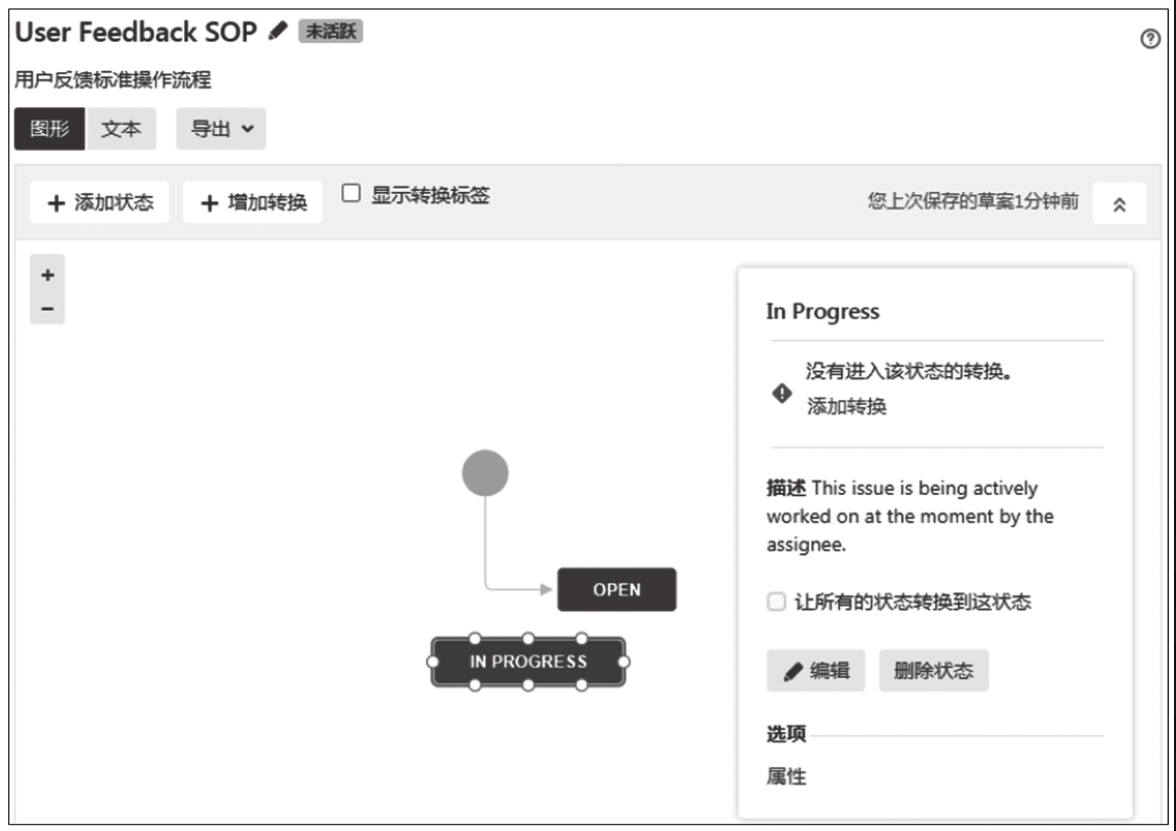 User Feedback SOP 未活跃
用户反馈标准操作流程
图形 文本 导出
+ 添加状态 + 增加转换 显示转换标签 您上次保存的草案1分钟前
+
−
In Progress
没有进入该状态的转换。
添加转换
描述 This issue is being actively
worked on at the moment by the
assignee.
OPEN
让所有的状态转换到这状态
IN PROGRESS
编辑 删除状态
选项
属性